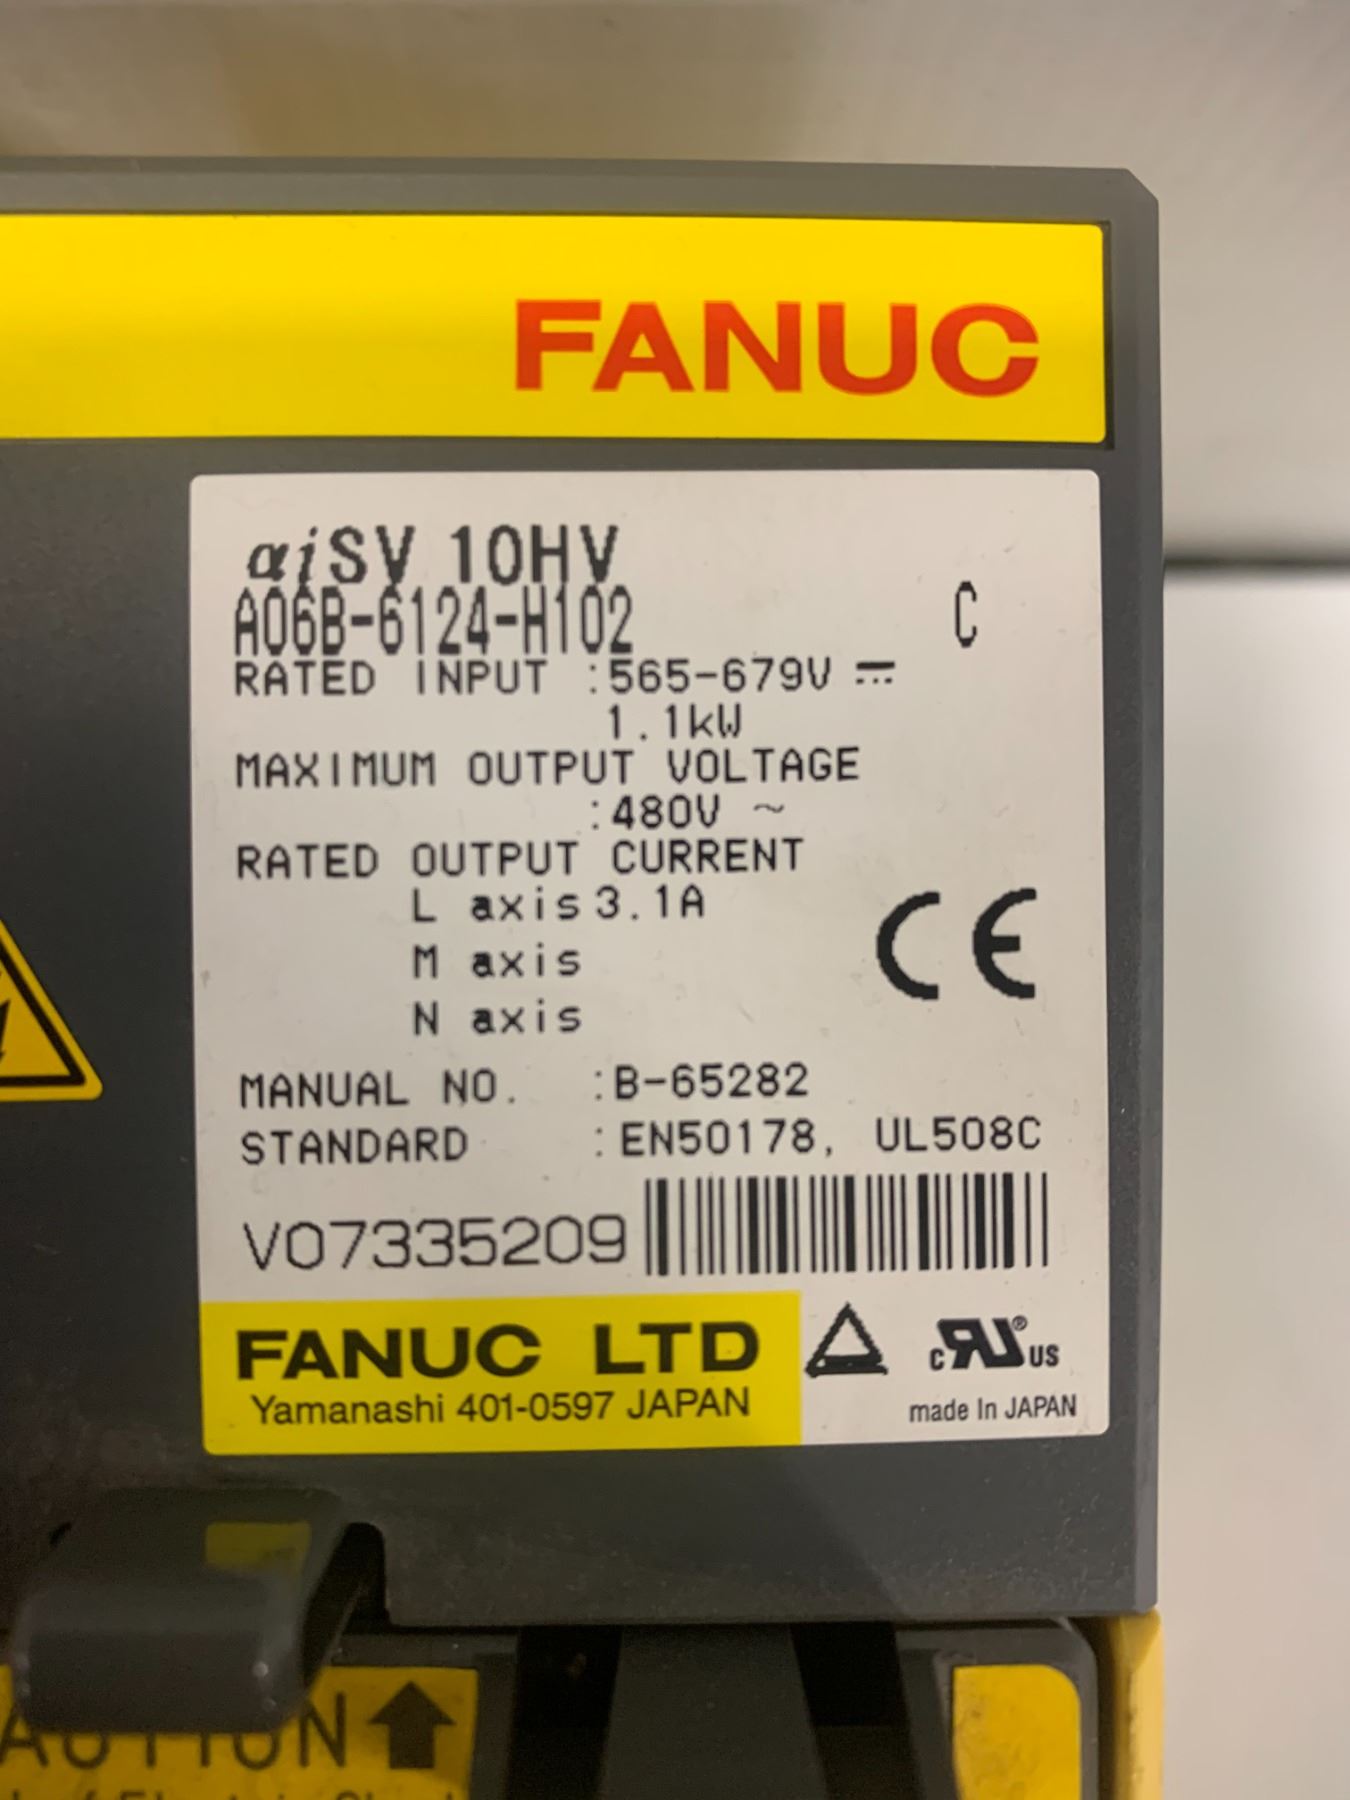 FANUC
αiSV 10HV
A06B-6124-H102 C
RATED INPUT :565-679V ⎓
1.1kW
MAXIMUM OUTPUT VOLTAGE
:480V ~
RATED OUTPUT CURRENT
L axis 3.1A
M axis
N axis
CE
MANUAL NO. :B-65282
STANDARD :EN50178, UL508C
V07335209
FANUC LTD
Yamanashi 401-0597 JAPAN
c RU ® US
made In JAPAN